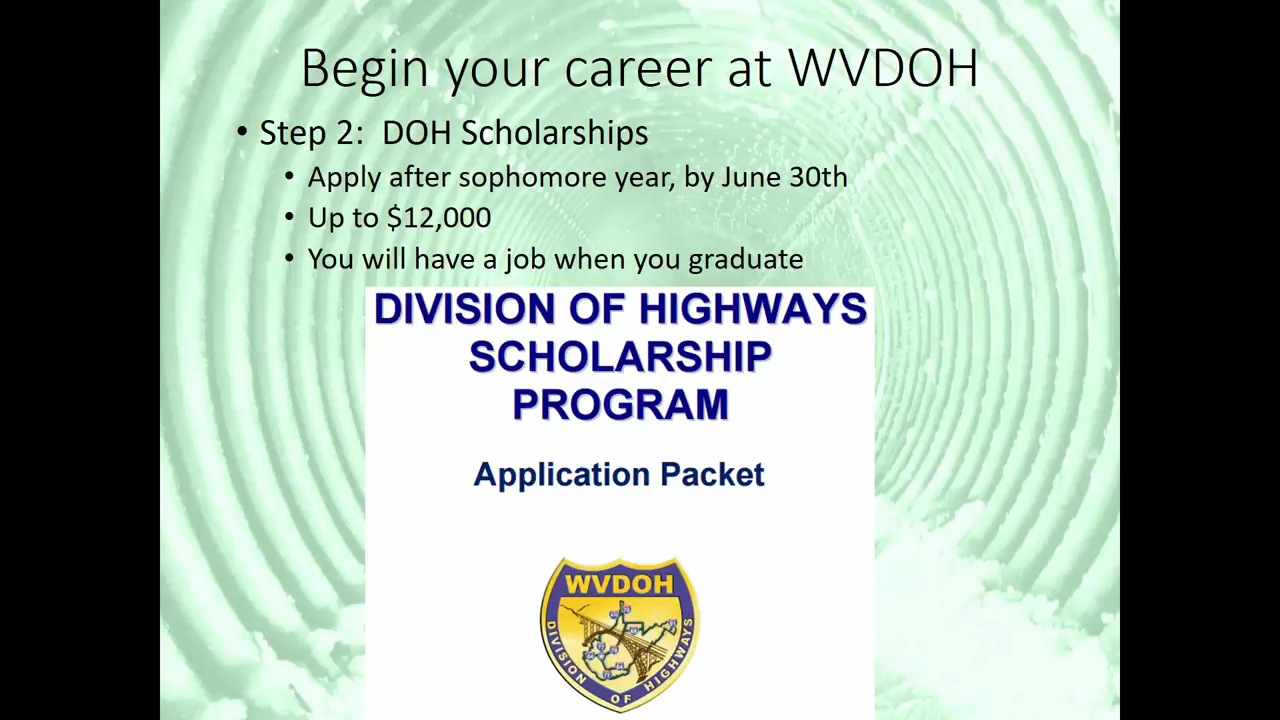 Begin your career at WVDOH
• Step 2: DOH Scholarships
• Apply after sophomore year, by June 30th
• Up to $12,000
• You will have a job when you graduate
DIVISION OF HIGHWAYS
SCHOLARSHIP
PROGRAM
Application Packet
WVDOH
DIVISION OF HIGHWAYS